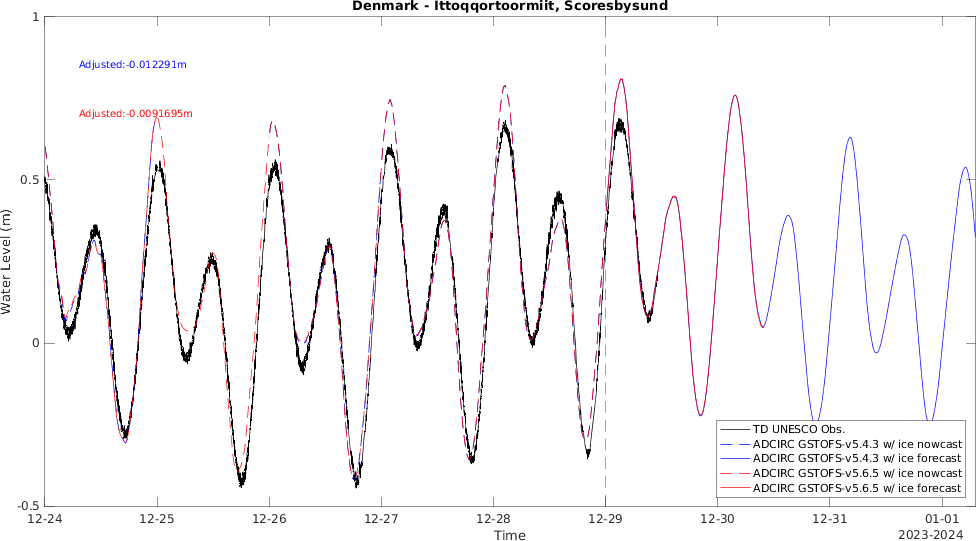 Denmark - Ittoqqortoormiit, Scoresbysund
Adjusted:-0.012291m
Adjusted:-0.0091695m
Water Level (m)
1
0.5
0
-0.5
TD UNESCO Obs.
ADCIRC GSTOFS-v5.4.3 w/ ice nowcast
ADCIRC GSTOFS-v5.4.3 w/ ice forecast
ADCIRC GSTOFS-v5.6.5 w/ ice nowcast
ADCIRC GSTOFS-v5.6.5 w/ ice forecast
12-24 12-25 12-26 12-27 12-28 12-29 12-30 12-31 01-01
Time
2023-2024